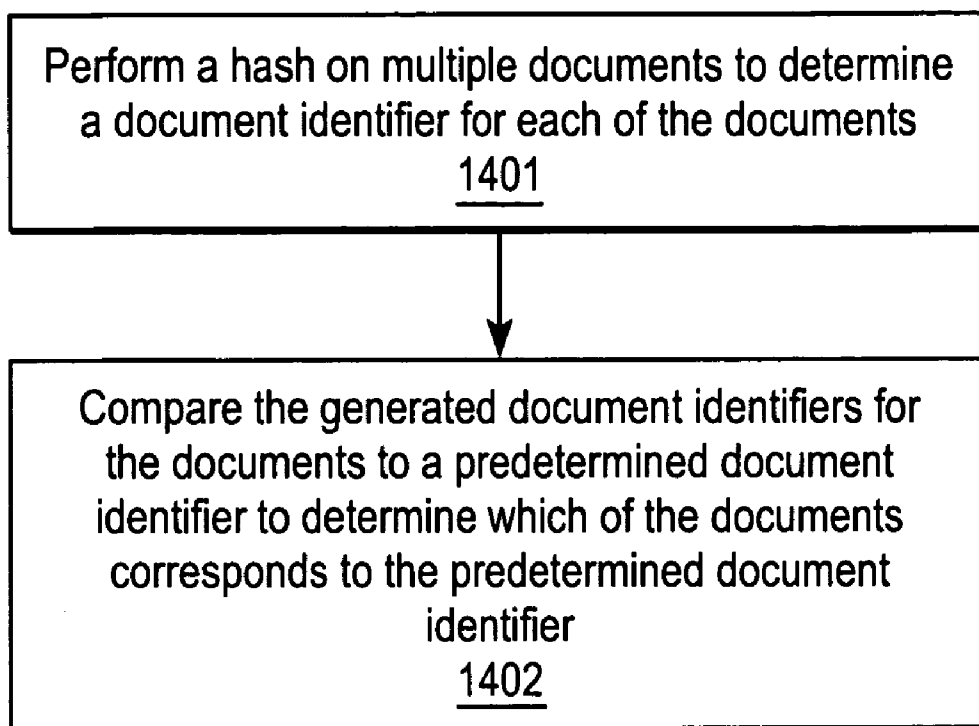 Perform a hash on multiple documents to determine
a document identifier for each of the documents
1401
Compare the generated document identifiers for
the documents to a predetermined document
identifier to determine which of the documents
corresponds to the predetermined document
identifier
1402